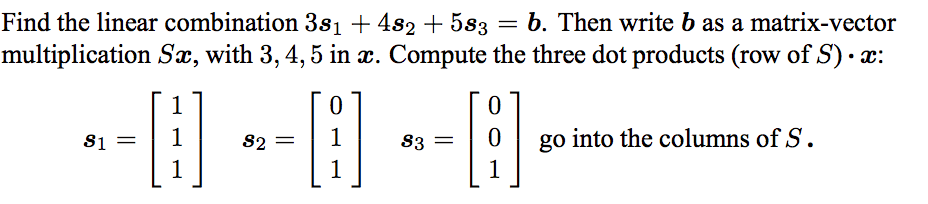 Find the linear combination 3s₁ + 4s₂ + 5s₃ = b. Then write b as a matrix-vector
multiplication Sx, with 3, 4, 5 in x. Compute the three dot products (row of S) · x:
s₁ = [1 1 1] s₂ = [0 1 1] s₃ = [0 0 1] go into the columns of S.